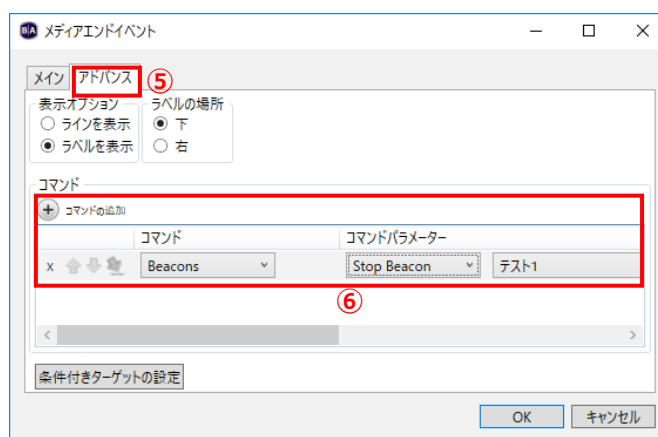 B|A メディアエンドイベント
メイン アドバンス ⑤
表示オプション ラベルの場所
ラインを表示 下
ラベルを表示 右
コマンド
+ コマンドの追加
コマンド コマンドパラメーター
x Beacons Stop Beacon テスト1
⑥
条件付きターゲットの設定
OK キャンセル